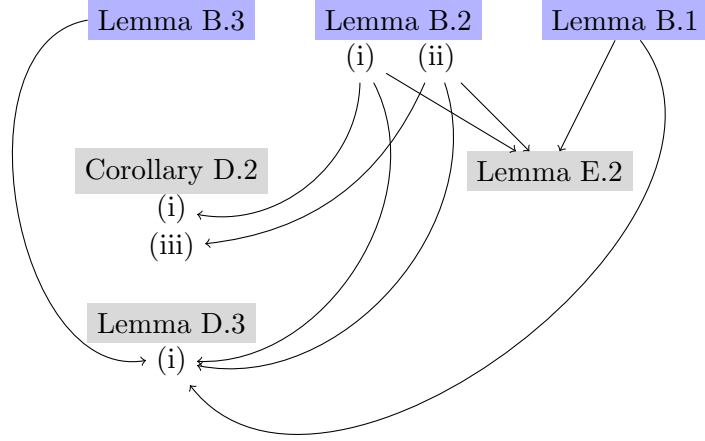 Lemma B.3 Lemma B.2 Lemma B.1
(i) (ii)
Corollary D.2 Lemma E.2
(i)
(iii)
Lemma D.3
(i)